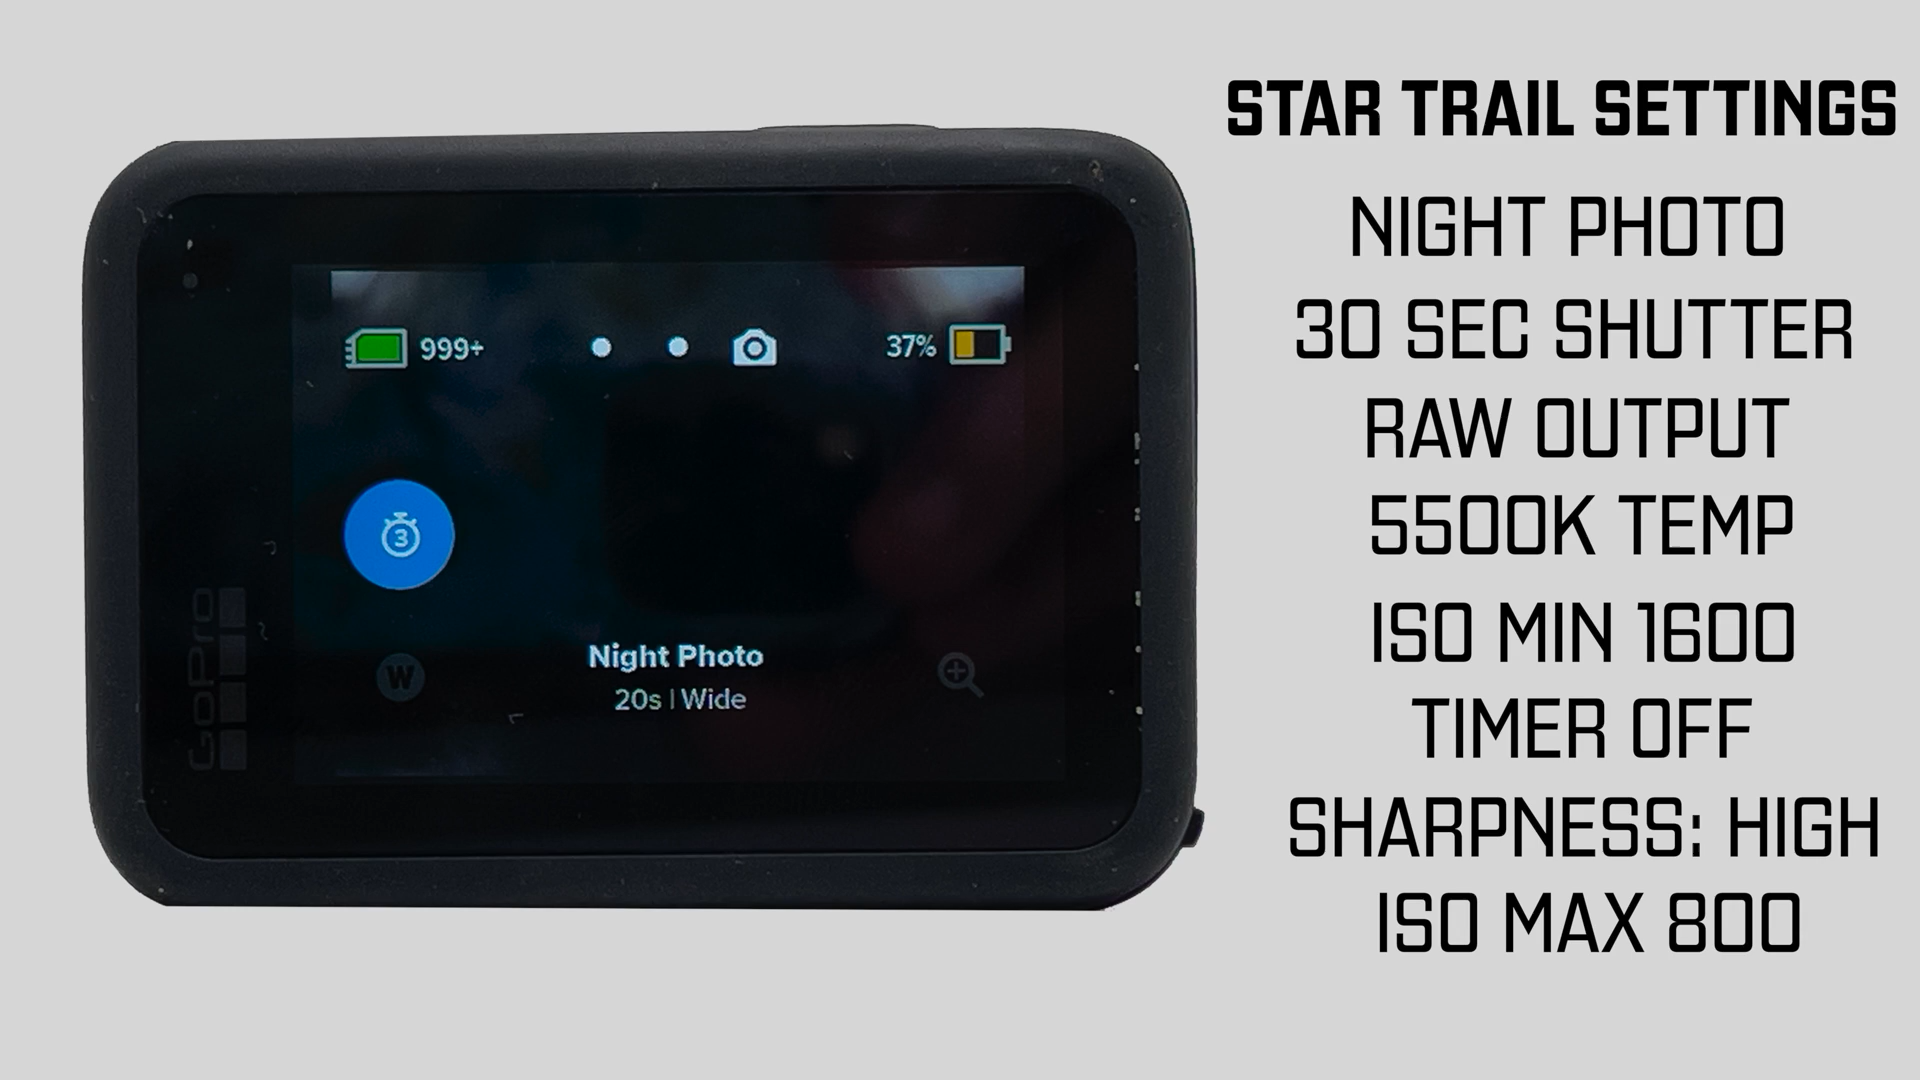 999+
37%
3
W
Night Photo
20s | Wide
GoPro
STAR TRAIL SETTINGS
NIGHT PHOTO
30 SEC SHUTTER
RAW OUTPUT
5500K TEMP
ISO MIN 1600
TIMER OFF
SHARPNESS: HIGH
ISO MAX 800